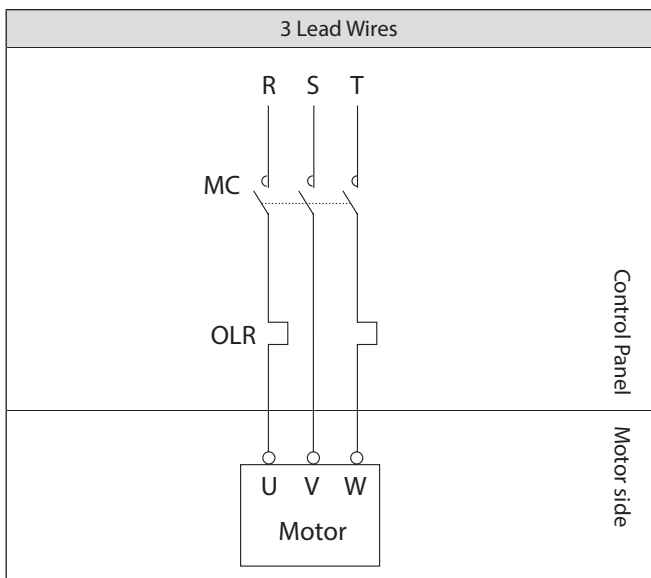 3 Lead Wires
R S T
MC
OLR
Control Panel
Motor side
U V W
Motor